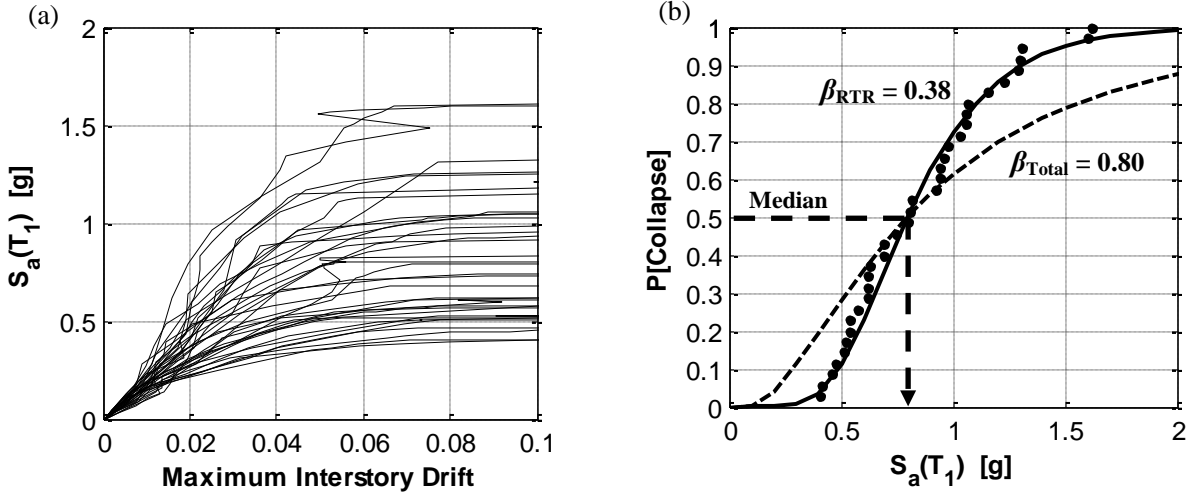 (a)
2
1.5
1
0.5
0
S_a(T_1) [g]
0.02
0.04
0.06
0.08
0.1
Maximum Interstory Drift
(b)
1
0.9
0.8
0.7
0.6
0.5
0.4
0.3
0.2
0.1
0
P[Collapse]
β_RTR = 0.38
β_Total = 0.80
Median
0
0.5
1
1.5
2
S_a(T_1) [g]